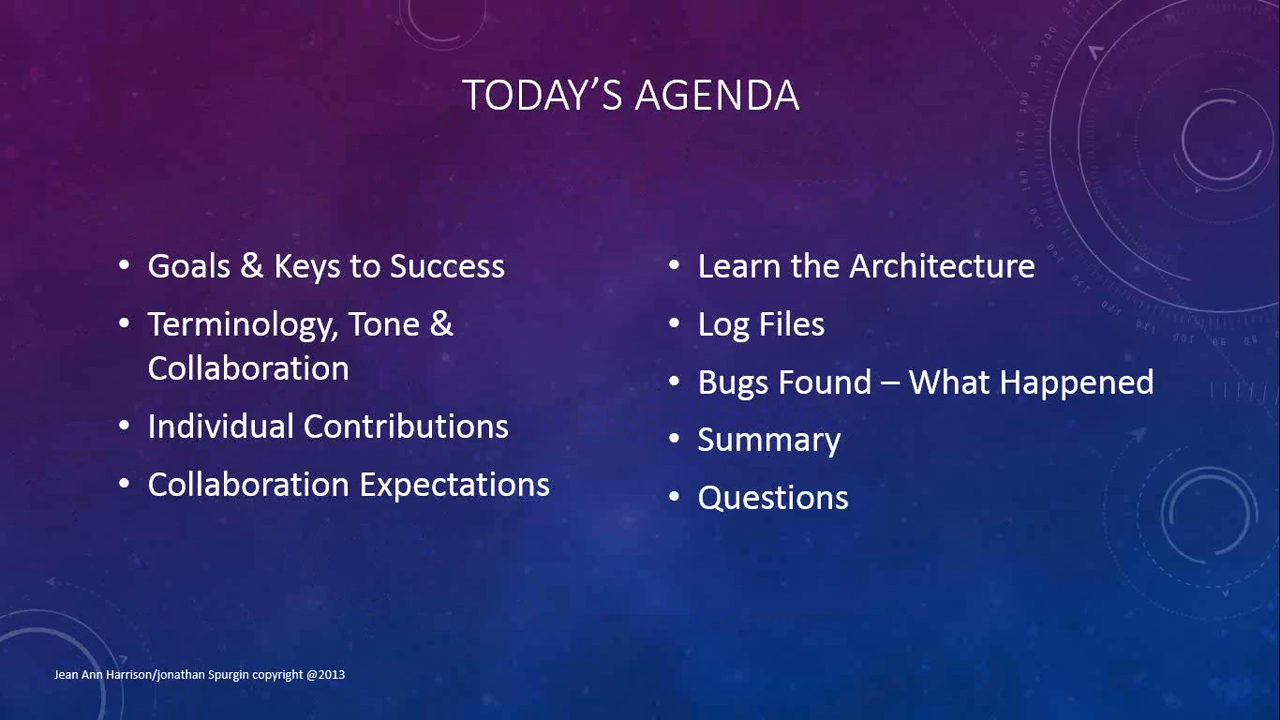 TODAY'S AGENDA
• Goals & Keys to Success
• Terminology, Tone &
Collaboration
• Individual Contributions
• Collaboration Expectations
• Learn the Architecture
• Log Files
• Bugs Found – What Happened
• Summary
• Questions
Jean Ann Harrison/Jonathan Spurgin copyright @2013